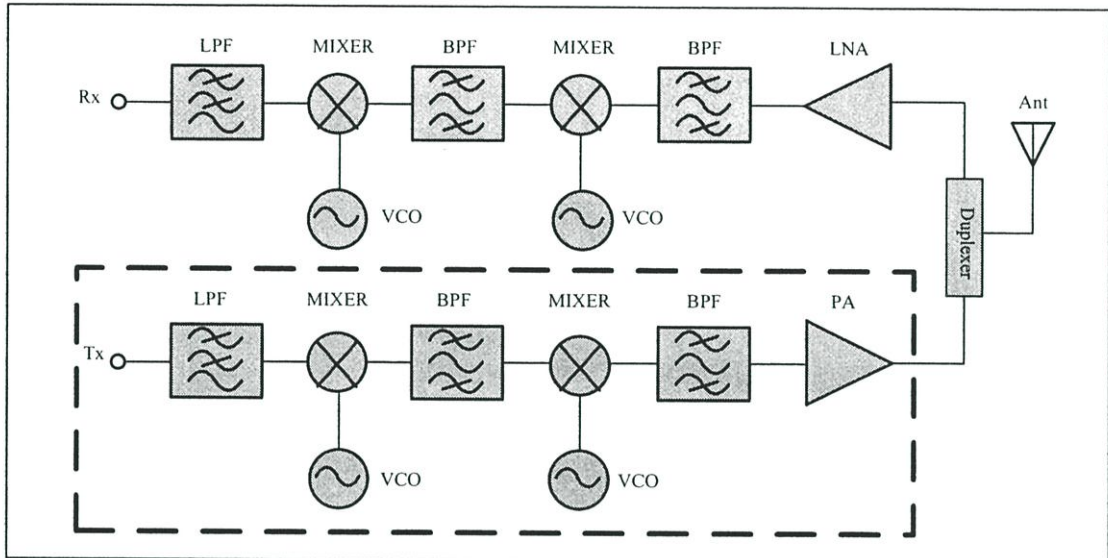 LPF MIXER BPF MIXER BPF LNA
Rx
Ant
VCO VCO
Duplexer
LPF MIXER BPF MIXER BPF PA
Tx
VCO VCO